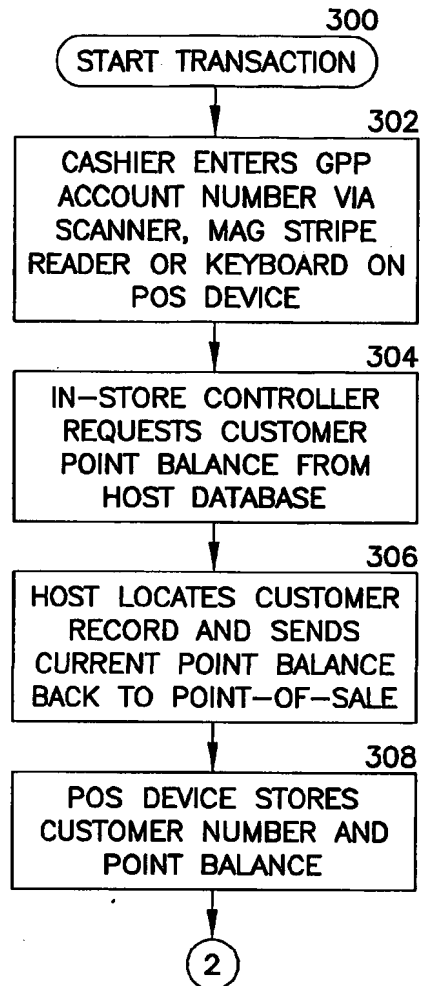 300
START TRANSACTION
302
CASHIER ENTERS GPP
ACCOUNT NUMBER VIA
SCANNER, MAG STRIPE
READER OR KEYBOARD ON
POS DEVICE
304
IN-STORE CONTROLLER
REQUESTS CUSTOMER
POINT BALANCE FROM
HOST DATABASE
306
HOST LOCATES CUSTOMER
RECORD AND SENDS
CURRENT POINT BALANCE
BACK TO POINT-OF-SALE
308
POS DEVICE STORES
CUSTOMER NUMBER AND
POINT BALANCE
2